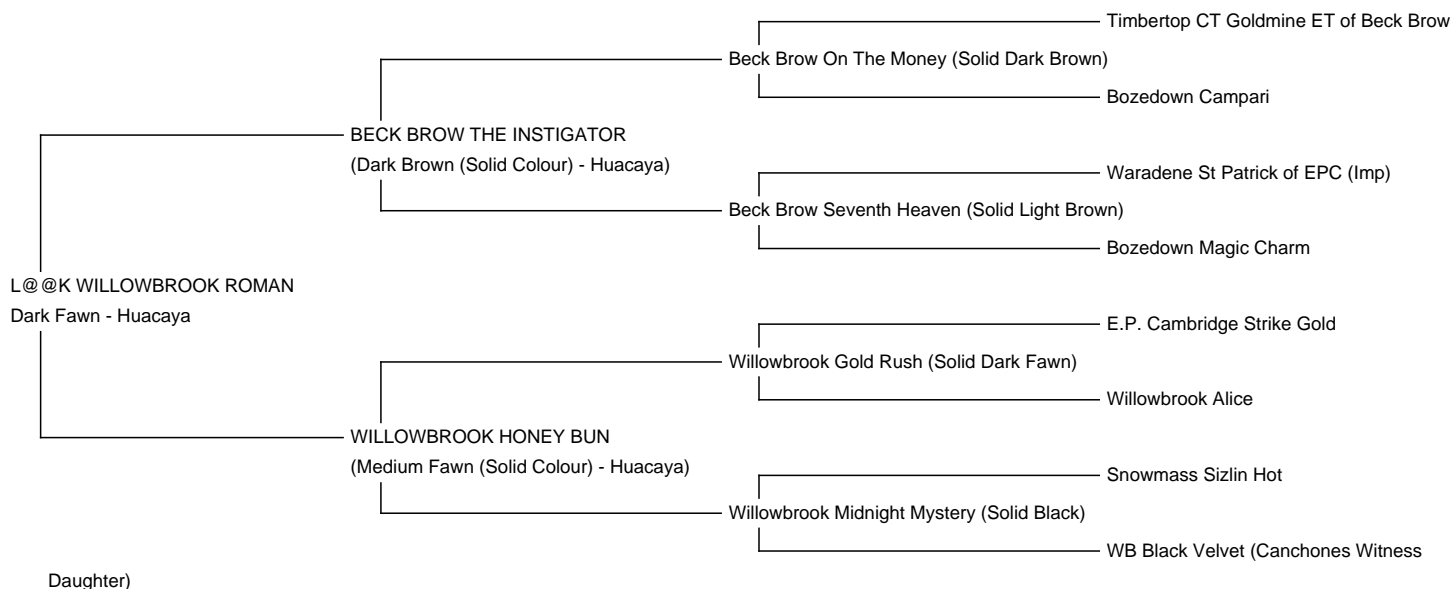 Timbertop CT Goldmine ET of Beck Brow
Beck Brow On The Money (Solid Dark Brown)
Bozedown Campari
BECK BROW THE INSTIGATOR
(Dark Brown (Solid Colour) - Huacaya)
Waradene St Patrick of EPC (Imp)
Beck Brow Seventh Heaven (Solid Light Brown)
Bozedown Magic Charm
L@@K WILLOWBROOK ROMAN
Dark Fawn - Huacaya
E.P. Cambridge Strike Gold
Willowbrook Gold Rush (Solid Dark Fawn)
Willowbrook Alice
WILLOWBROOK HONEY BUN
(Medium Fawn (Solid Colour) - Huacaya)
Snowmass Sizlin Hot
Willowbrook Midnight Mystery (Solid Black)
WB Black Velvet (Canchones Witness
Daughter)